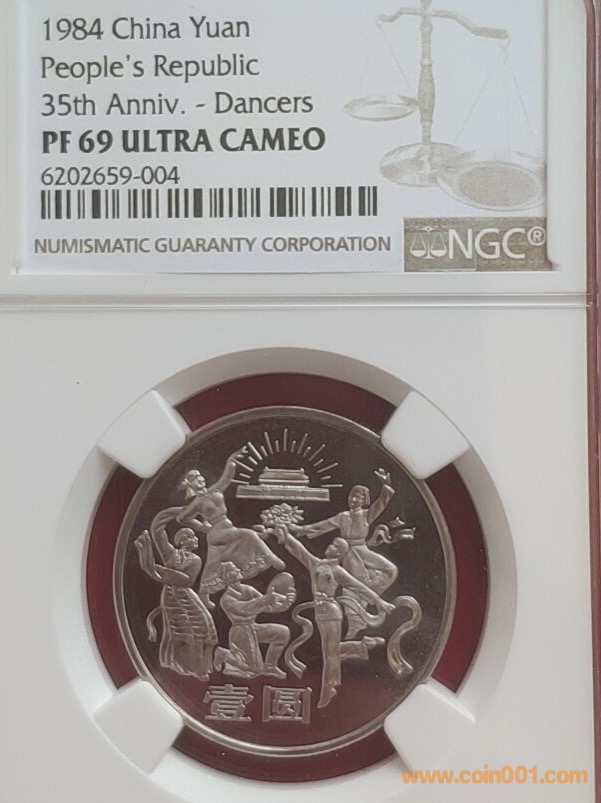 1984 China Yuan
People's Republic
35th Anniv. - Dancers
PF 69 ULTRA CAMEO
6202659-004
NUMISMATIC GUARANTY CORPORATION
NGC®
壹圆
www.coin001.com